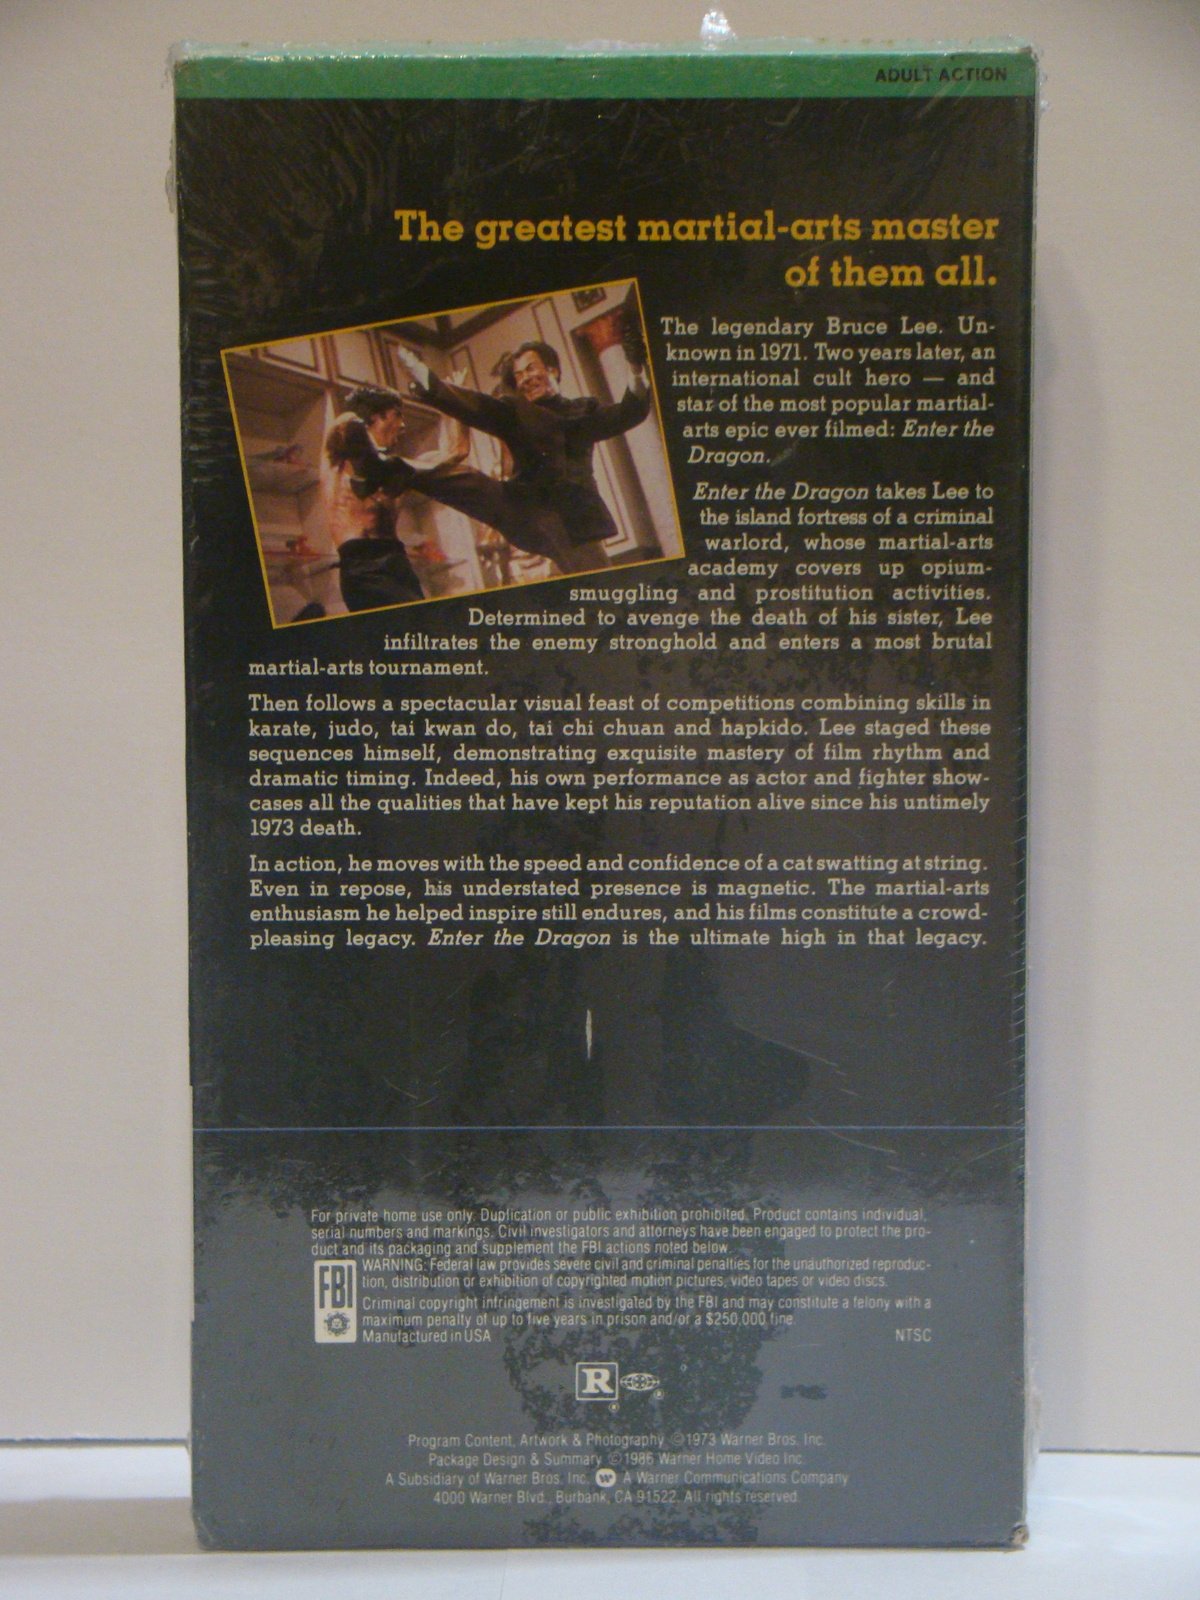 ADULT ACTION
The greatest martial-arts master
of them all.
The legendary Bruce Lee. Un-
known in 1971. Two years later, an
international cult hero — and
star of the most popular martial-
arts epic ever filmed: Enter the
Dragon.
Enter the Dragon takes Lee to
the island fortress of a criminal
warlord, whose martial-arts
academy covers up opium-
smuggling and prostitution activities.
Determined to avenge the death of his sister, Lee
infiltrates the enemy stronghold and enters a most brutal
martial-arts tournament.
Then follows a spectacular visual feast of competitions combining skills in
karate, judo, tai kwan do, tai chi chuan and hapkido. Lee staged these
sequences himself, demonstrating exquisite mastery of film rhythm and
dramatic timing. Indeed, his own performance as actor and fighter show-
cases all the qualities that have kept his reputation alive since his untimely
1973 death.
In action, he moves with the speed and confidence of a cat swatting at string.
Even in repose, his understated presence is magnetic. The martial-arts
enthusiasm he helped inspire still endures, and his films constitute a crowd-
pleasing legacy. Enter the Dragon is the ultimate high in that legacy.
For private home use only. Duplication or public exhibition prohibited. Product contains individual,
serial numbers and markings. Civil investigators and attorneys have been engaged to protect the pro-
duct and its packaging and supplement the FBI actions noted below.
FBI
WARNING: Federal law provides severe civil and criminal penalties for the unauthorized reproduc-
tion, distribution or exhibition of copyrighted motion pictures, video tapes or video discs.
Criminal copyright infringement is investigated by the FBI and may constitute a felony with a
maximum penalty of up to five years in prison and/or a $250,000 fine.
Manufactured in USA NTSC
R ® ®
Program Content, Artwork & Photography ©1973 Warner Bros. Inc.
Package Design & Summary ©1986 Warner Home Video Inc.
A Subsidiary of Warner Bros. Inc. W A Warner Communications Company
4000 Warner Blvd., Burbank, CA 91522. All rights reserved.